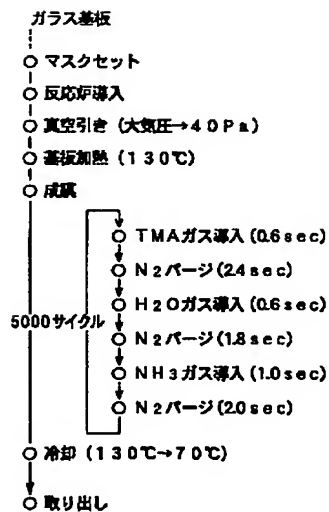 ガラス基板
マスクセット
反応炉導入
真空引き (大気圧→40Pa)
基板加熱 (130℃)
成膜
TMAガス導入 (0.6sec)
N2パージ (2.4sec)
H2Oガス導入 (0.6sec)
5000サイクル
N2パージ (1.8sec)
NH3ガス導入 (1.0sec)
N2パージ (2.0sec)
冷却 (130℃→70℃)
取り出し